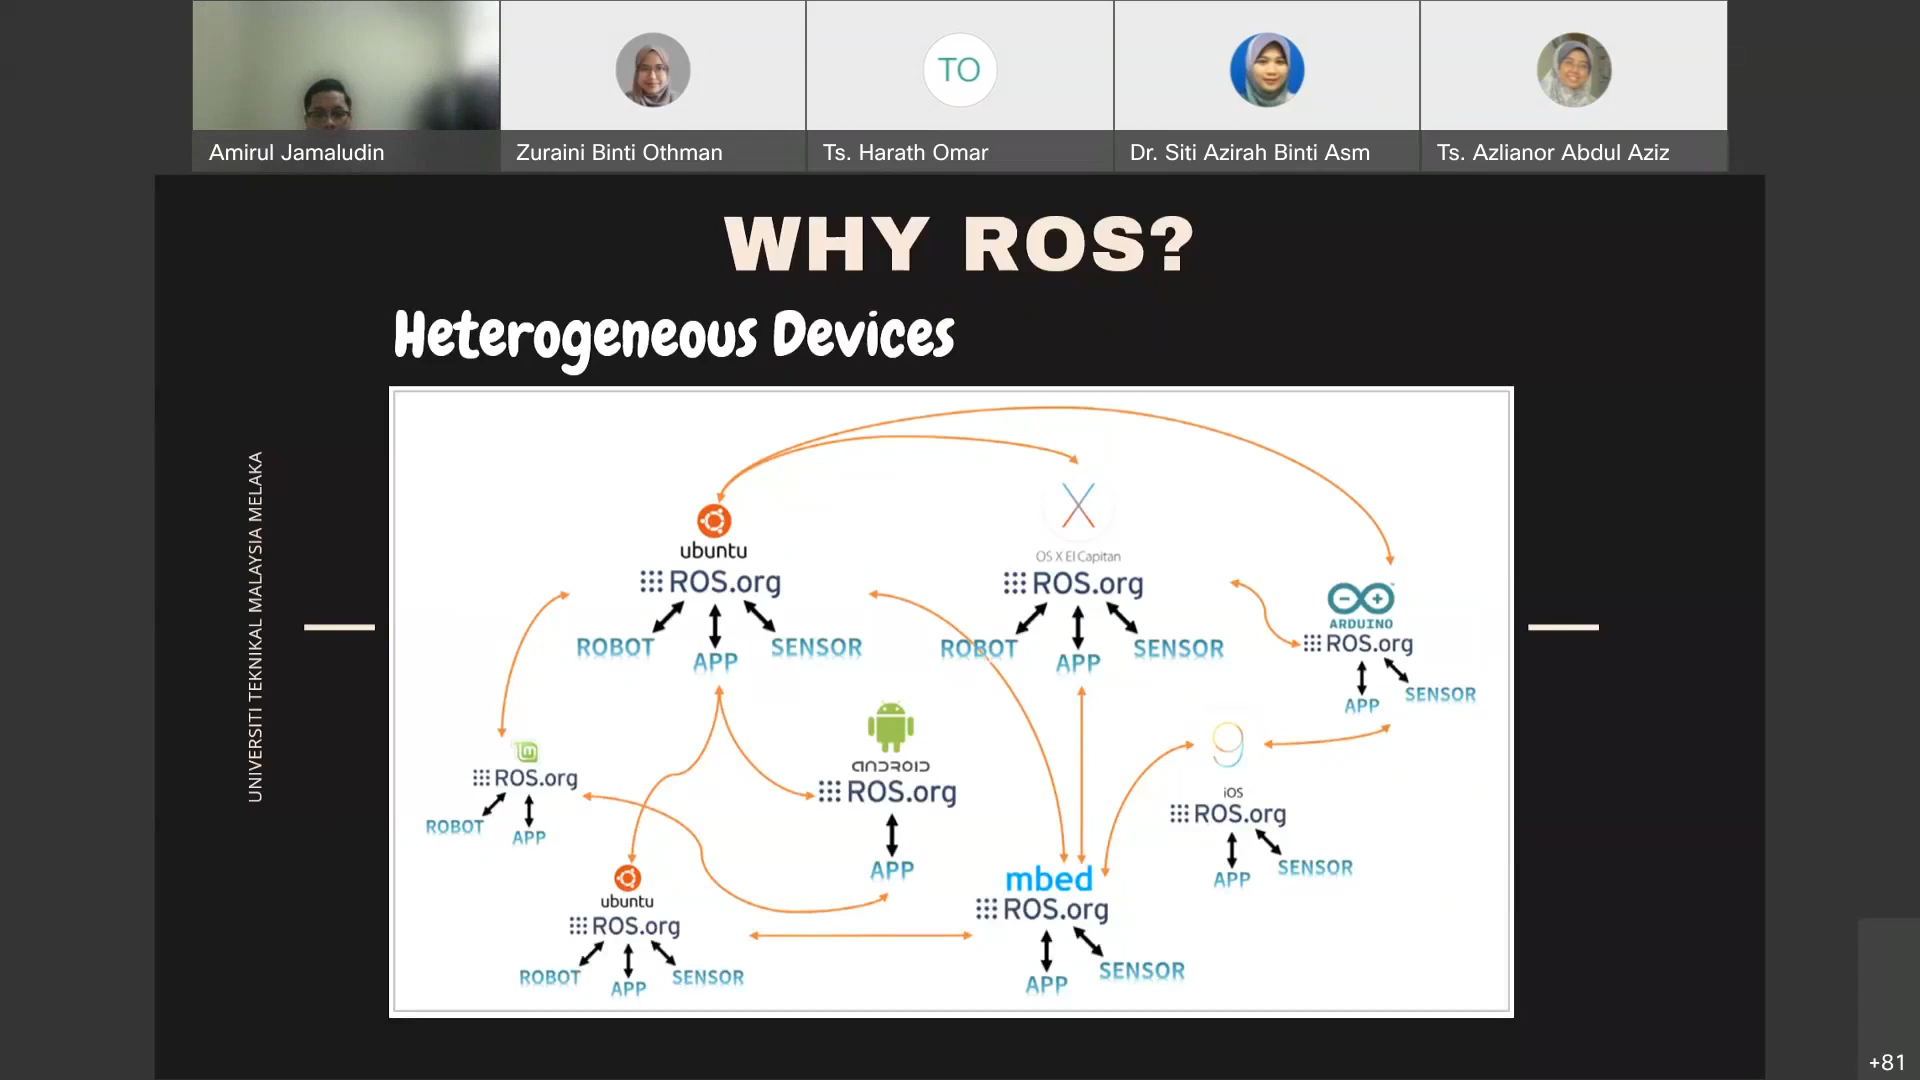 TO
Amirul Jamaludin
Zuraini Binti Othman
Ts. Harath Omar
Dr. Siti Azirah Binti Asm
Ts. Azlianor Abdul Aziz
WHY ROS?
Heterogeneous Devices
UNIVERSITI TEKNIKAL MALAYSIA MELAKA
ubuntu
ROS.org
ROBOT
APP
SENSOR
OS X El Capitan
ROS.org
ROBOT
APP
SENSOR
ARDUINO
ROS.org
APP
SENSOR
ROS.org
ROBOT
APP
android
ROS.org
APP
9
iOS
ROS.org
APP
SENSOR
ubuntu
ROS.org
ROBOT
APP
SENSOR
mbed
ROS.org
APP
SENSOR
+81